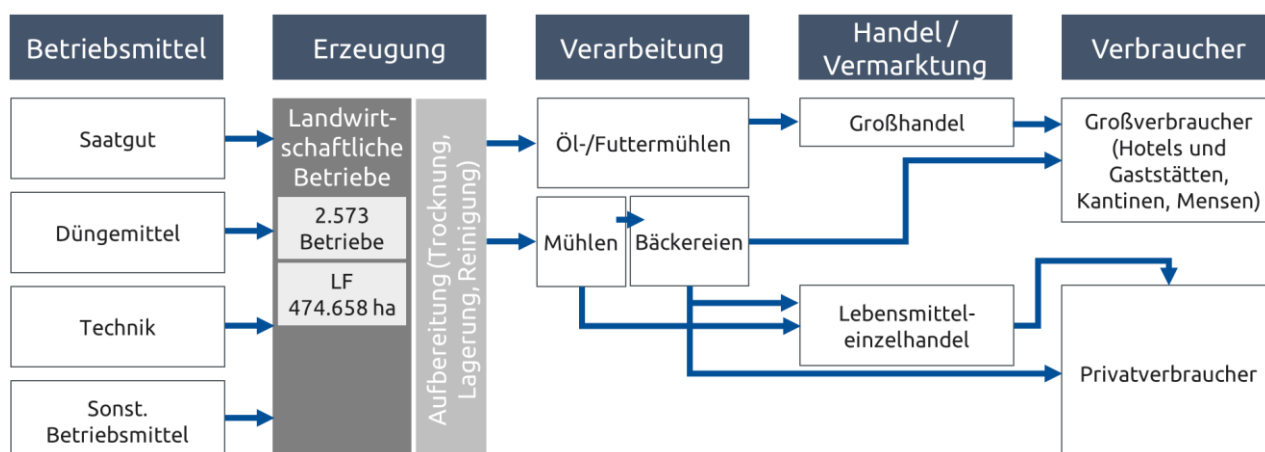 Betriebsmittel
Erzeugung
Verarbeitung
Handel /
Vermarktung
Verbraucher
Saatgut
Düngemittel
Technik
Sonst.
Betriebsmittel
Landwirt-
schaftliche
Betriebe
2.573
Betriebe
LF
474.658 ha
Aufbereitung (Trocknung,
Lagerung, Reinigung)
Öl-/Futtermühlen
Mühlen
Bäckereien
Großhandel
Lebensmittel-
einzelhandel
Großverbraucher
(Hotels und
Gaststätten,
Kantinen, Mensen)
Privatverbraucher